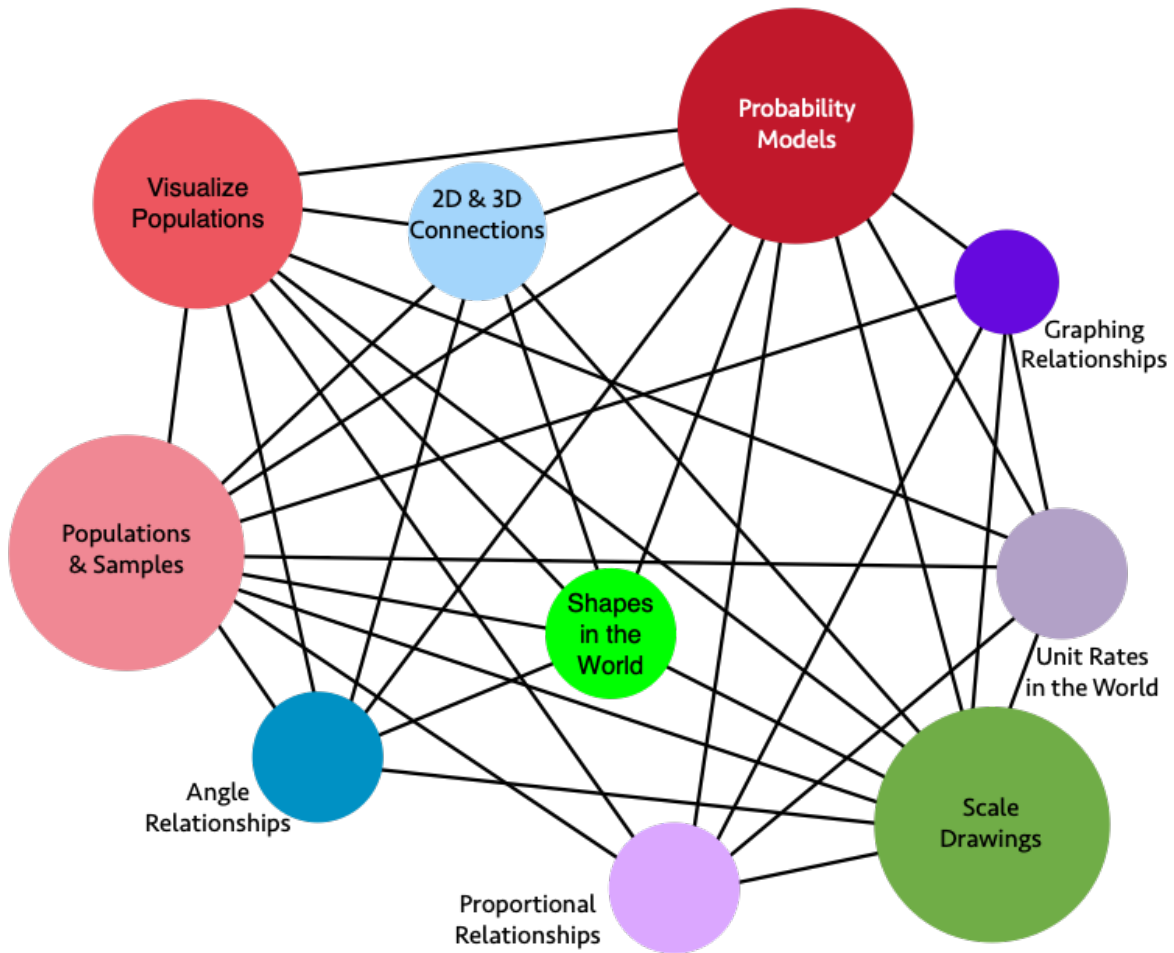 Probability
Models
Visualize
Populations
2D & 3D
Connections
Graphing
Relationships
Populations
& Samples
Shapes
in the
World
Unit Rates
in the World
Angle
Relationships
Scale
Drawings
Proportional
Relationships